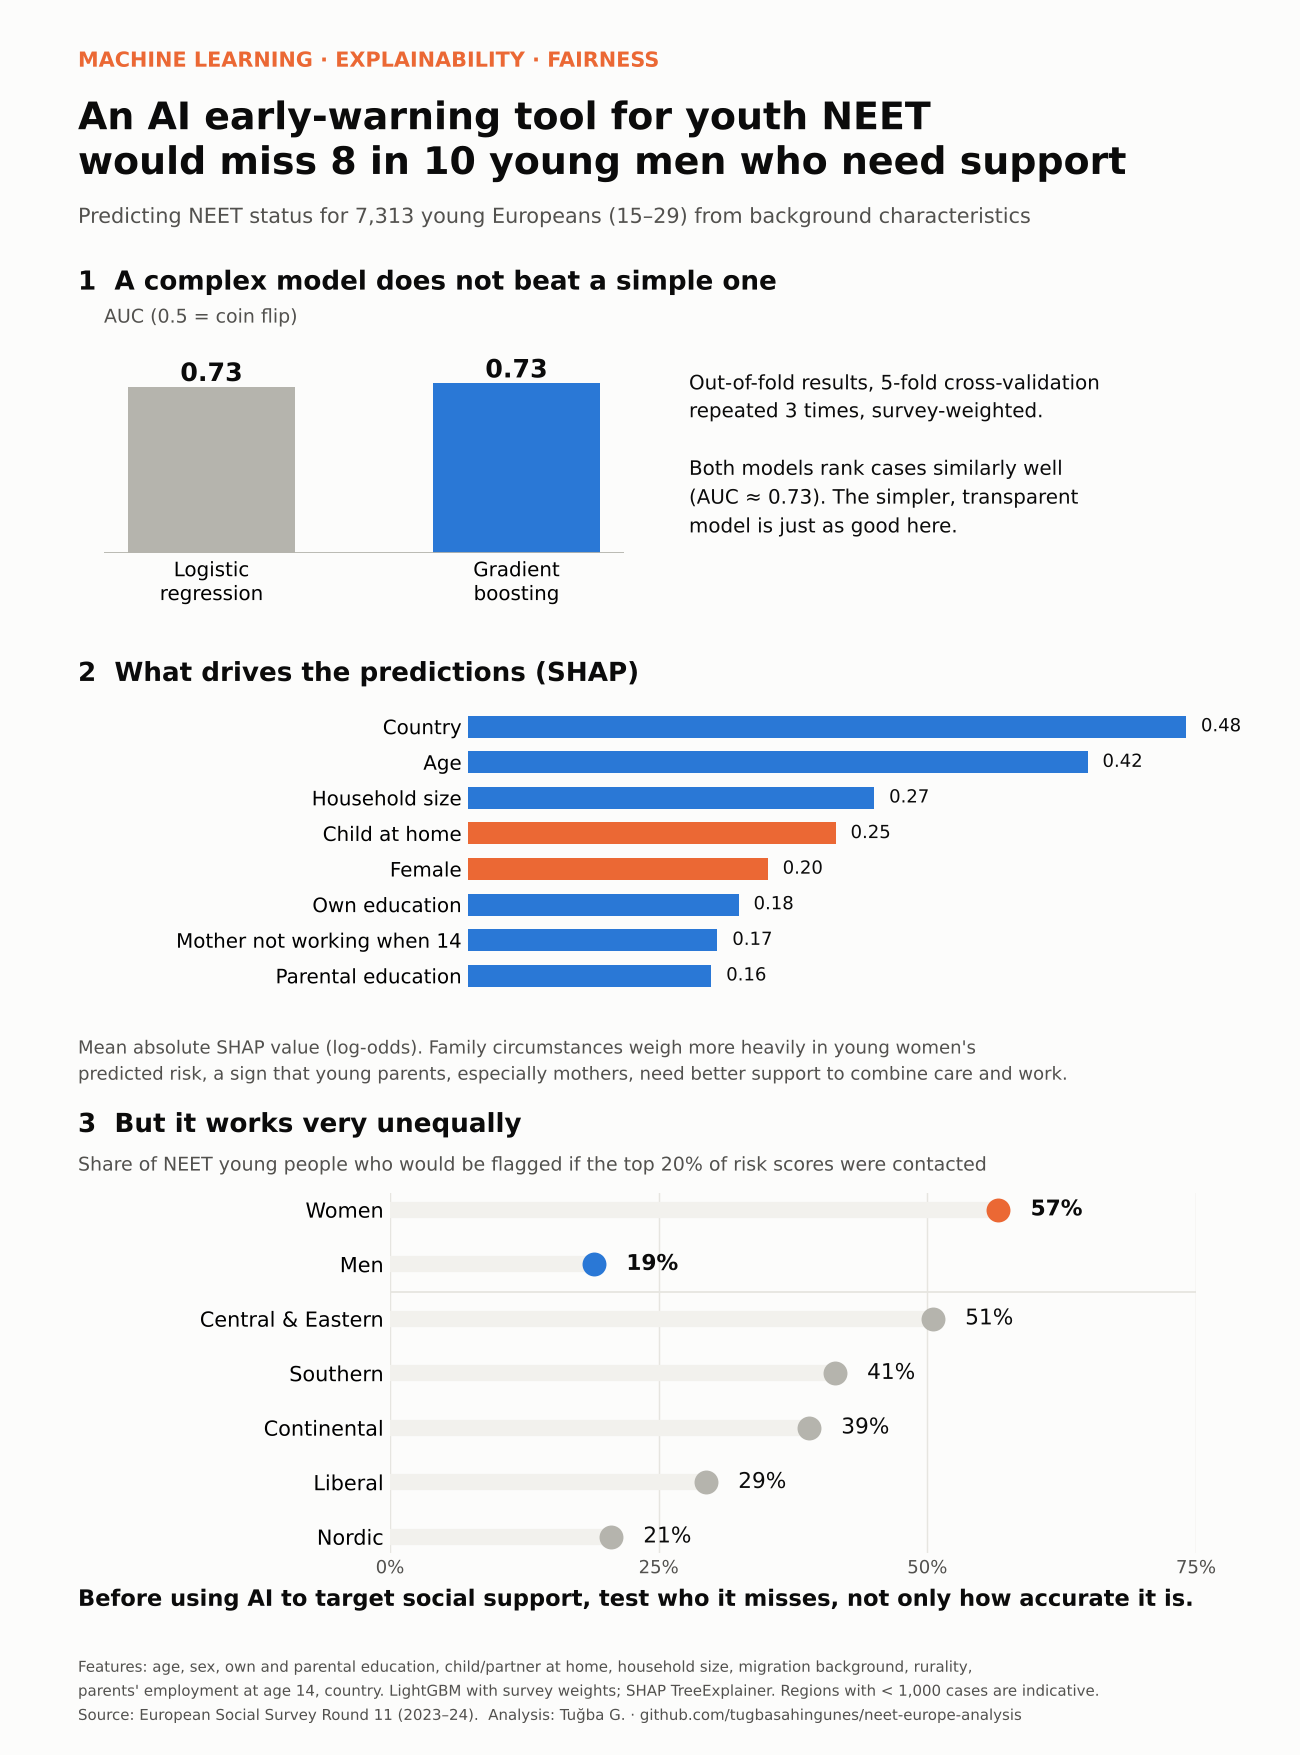 MACHINE LEARNING · EXPLAINABILITY · FAIRNESS
An AI early-warning tool for youth NEET
would miss 8 in 10 young men who need support
Predicting NEET status for 7,313 young Europeans (15–29) from background characteristics
1 A complex model does not beat a simple one
AUC (0.5 = coin flip)
0.73
0.73
Logistic
regression
Gradient
boosting
Out-of-fold results, 5-fold cross-validation
repeated 3 times, survey-weighted.
Both models rank cases similarly well
(AUC ≈ 0.73). The simpler, transparent
model is just as good here.
2 What drives the predictions (SHAP)
Country 0.48
Age 0.42
Household size 0.27
Child at home 0.25
Female 0.20
Own education 0.18
Mother not working when 14 0.17
Parental education 0.16
Mean absolute SHAP value (log-odds). Family circumstances weigh more heavily in young women's
predicted risk, a sign that young parents, especially mothers, need better support to combine care and work.
3 But it works very unequally
Share of NEET young people who would be flagged if the top 20% of risk scores were contacted
Women 57%
Men 19%
Central & Eastern 51%
Southern 41%
Continental 39%
Liberal 29%
Nordic 21%
0% 25% 50% 75%
Before using AI to target social support, test who it misses, not only how accurate it is.
Features: age, sex, own and parental education, child/partner at home, household size, migration background, rurality,
parents' employment at age 14, country. LightGBM with survey weights; SHAP TreeExplainer. Regions with < 1,000 cases are indicative.
Source: European Social Survey Round 11 (2023–24). Analysis: Tuğba G. · github.com/tugbasahingunes/neet-europe-analysis